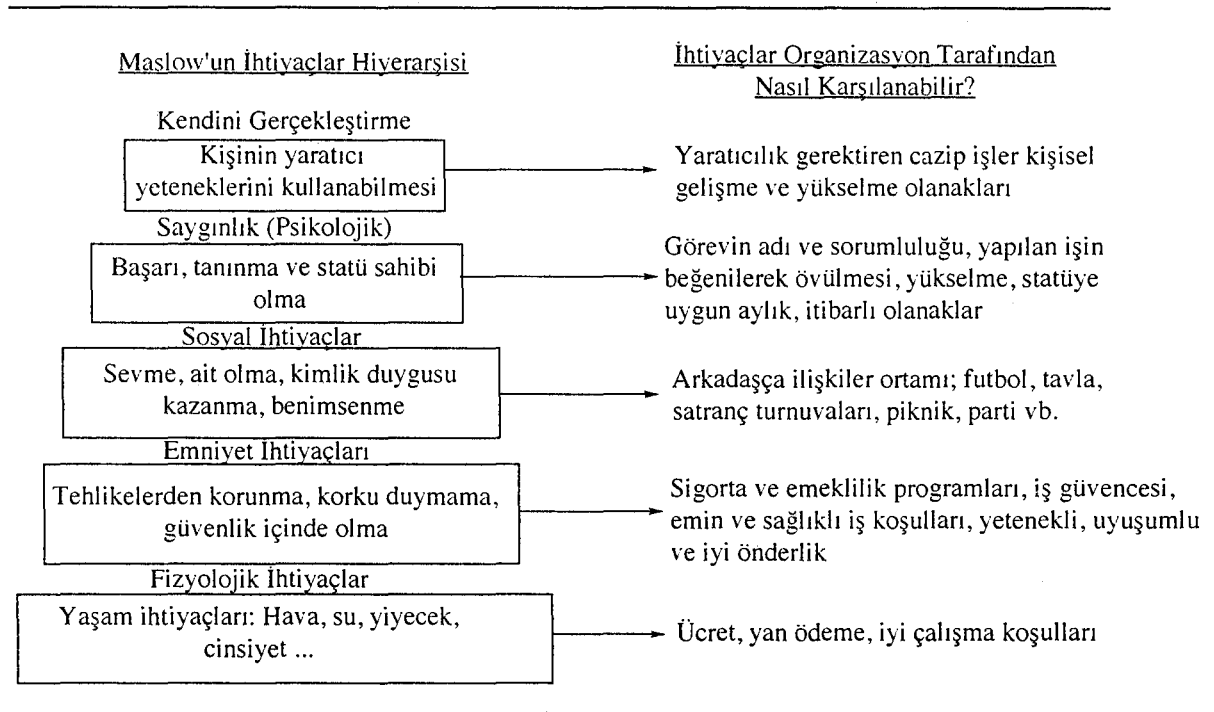 Maslow'un İhtiyaçlar Hiyerarşisi
İhtiyaçlar Organizasyon Tarafından
Nasıl Karşılanabilir?
Kendini Gerçekleştirme
Kişinin yaratıcı
yeteneklerini kullanabilmesi
Yaratıcılık gerektiren cazip işler kişisel
gelişme ve yükselme olanakları
Saygınlık (Psikolojik)
Başarı, tanınma ve statü sahibi
olma
Görevin adı ve sorumluluğu, yapılan işin
beğenilerek övülmesi, yükselme, statüye
uygun aylık, itibarlı olanaklar
Sosyal İhtiyaçlar
Sevme, ait olma, kimlik duygusu
kazanma, benimsenme
Arkadaşça ilişkiler ortamı; futbol, tavla,
satranç turnuvaları, piknik, parti vb.
Emniyet İhtiyaçları
Tehlikelerden korunma, korku duymama,
güvenlik içinde olma
Sigorta ve emeklilik programları, iş güvencesi,
emin ve sağlıklı iş koşulları, yetenekli, uyuşumlu
ve iyi önderlik
Fizyolojik İhtiyaçlar
Yaşam ihtiyaçları: Hava, su, yiyecek,
cinsiyet ...
Ücret, yan ödeme, iyi çalışma koşulları